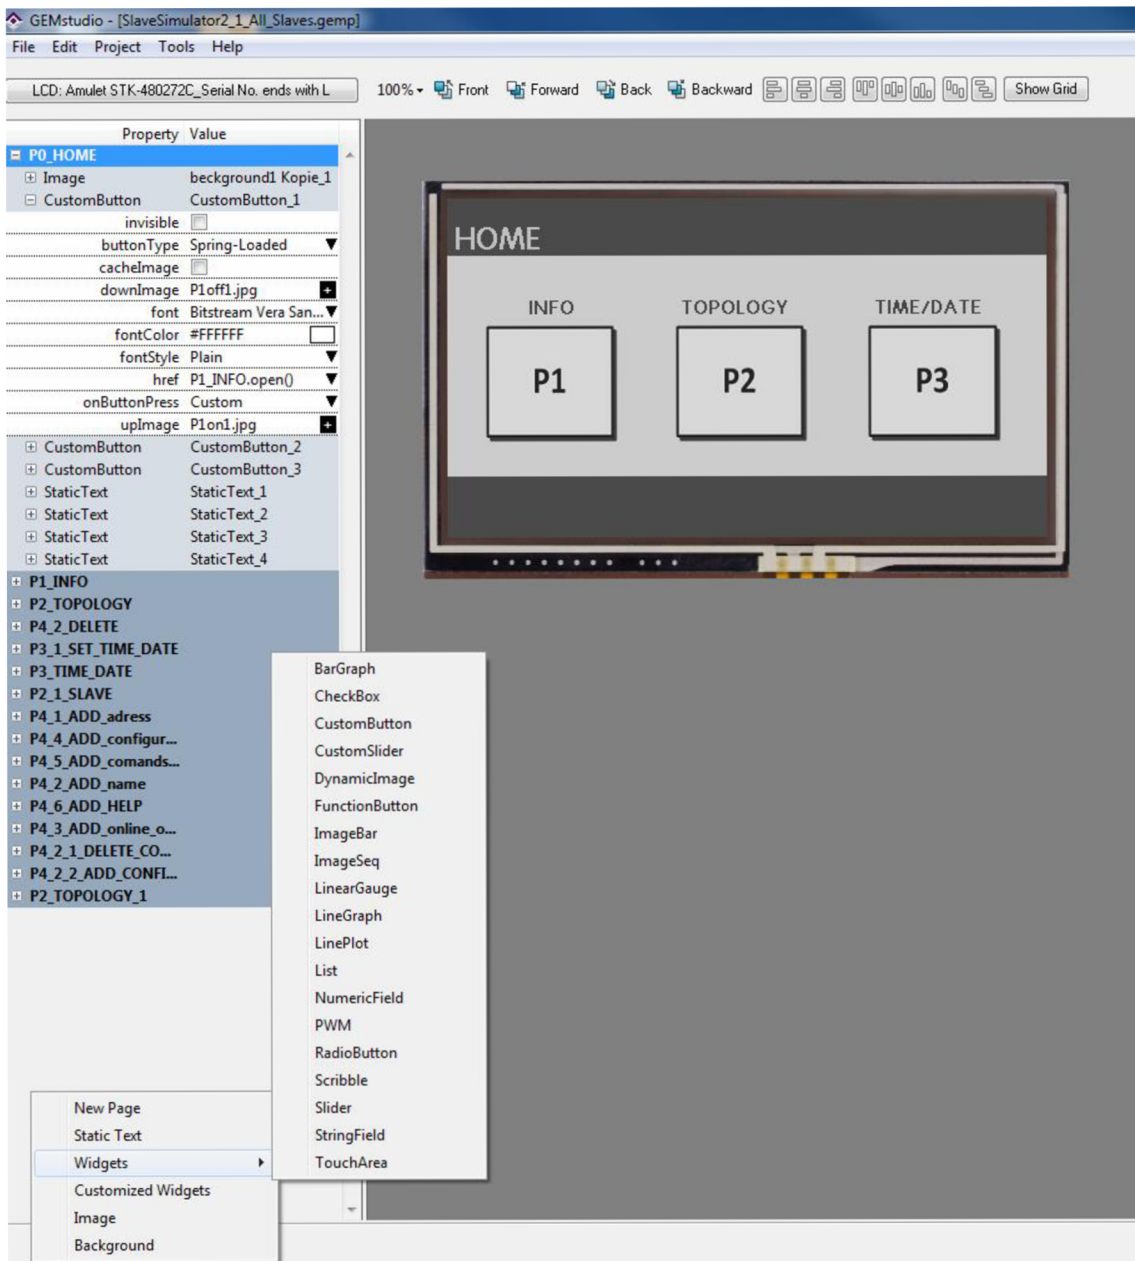 GEMstudio - [SlaveSimulator2_1_All_Slaves.gemp]
File Edit Project Tools Help
LCD: Amulet STK-480272C_Serial No. ends with L 100% Front Forward Back Backward Show Grid
Property Value
P0_HOME
Image beckground1 Kopie_1
CustomButton CustomButton_1
invisible
buttonType Spring-Loaded
cacheImage
downImage P1off1.jpg
font Bitstream Vera San...
fontColor #FFFFFF
fontStyle Plain
href P1_INFO.open()
onButtonPress Custom
upImage P1on1.jpg
CustomButton CustomButton_2
CustomButton CustomButton_3
StaticText StaticText_1
StaticText StaticText_2
StaticText StaticText_3
StaticText StaticText_4
P1_INFO
P2_TOPOLOGY
P4_2_DELETE
P3_1_SET_TIME_DATE
P3_TIME_DATE
P2_1_SLAVE
P4_1_ADD_adress
P4_4_ADD_configur...
P4_5_ADD_comands...
P4_2_ADD_name
P4_6_ADD_HELP
P4_3_ADD_online_o...
P4_2_1_DELETE_CO...
P4_2_2_ADD_CONFI...
P2_TOPOLOGY_1
New Page
Static Text
Widgets
Customized Widgets
Image
Background
BarGraph
CheckBox
CustomButton
CustomSlider
DynamicImage
FunctionButton
ImageBar
ImageSeq
LinearGauge
LineGraph
LinePlot
List
NumericField
PWM
RadioButton
Scribble
Slider
StringField
TouchArea
HOME
INFO TOPOLOGY TIME/DATE
P1 P2 P3